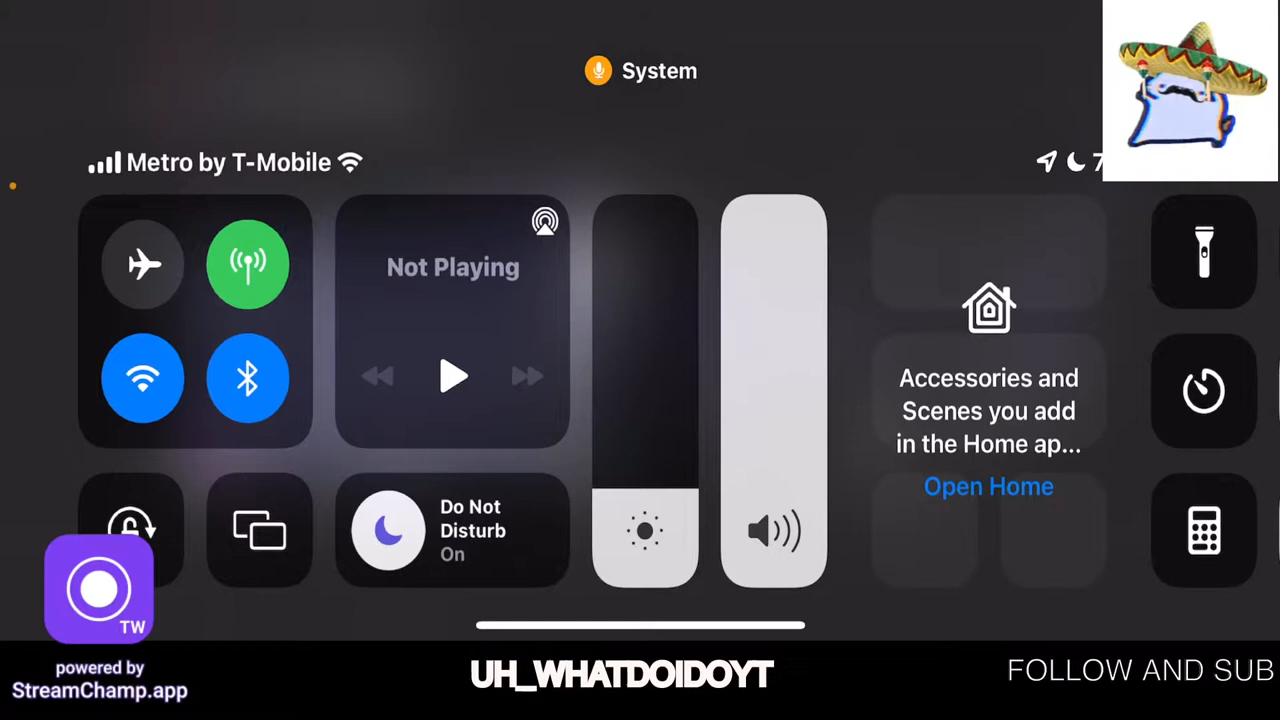 System
Metro by T-Mobile
7
Not Playing
Accessories and
Scenes you add
in the Home ap...
Open Home
Do Not
Disturb
On
TW
powered by
StreamChamp.app
UH_WHATDOIDOYT
FOLLOW AND SUB